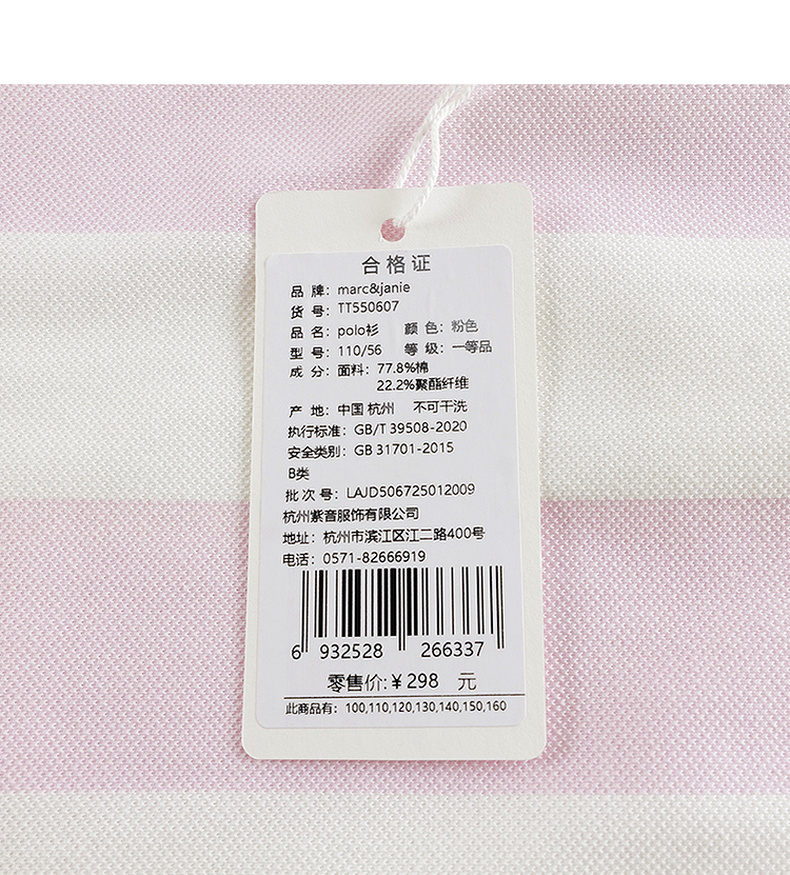 合格证
品 牌: marc&janie
货 号: TT550607
品 名: polo衫 颜 色: 粉色
型 号: 110/56 等 级: 一等品
成 分: 面料: 77.8%棉
22.2%聚酯纤维
产 地: 中国 杭州 不可干洗
执行标准: GB/T 39508-2020
安全类别: GB 31701-2015
B类
批 次 号: LAJD506725012009
杭州紫音服饰有限公司
地址: 杭州市滨江区江二路400号
电话: 0571-82666919
6 932528 266337
零售价:¥298 元
此商品有: 100,110,120,130,140,150,160